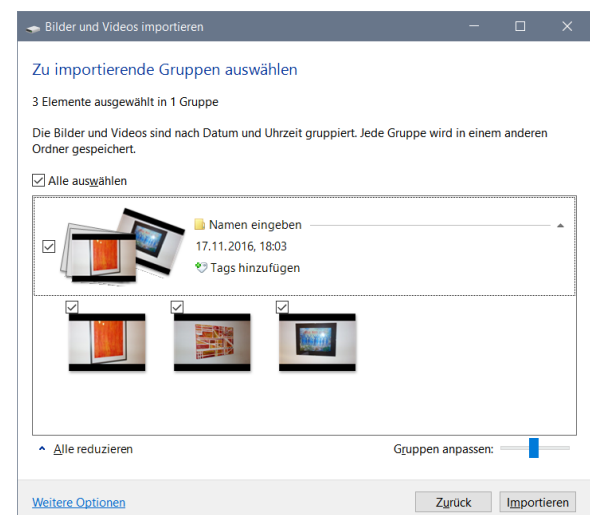 Bilder und Videos importieren
Zu importierende Gruppen auswählen
3 Elemente ausgewählt in 1 Gruppe
Die Bilder und Videos sind nach Datum und Uhrzeit gruppiert. Jede Gruppe wird in einem anderen
Ordner gespeichert.
Alle auswählen
Namen eingeben
17.11.2016, 18:03
Tags hinzufügen
Alle reduzieren
Gruppen anpassen:
Weitere Optionen
Zurück
Importieren